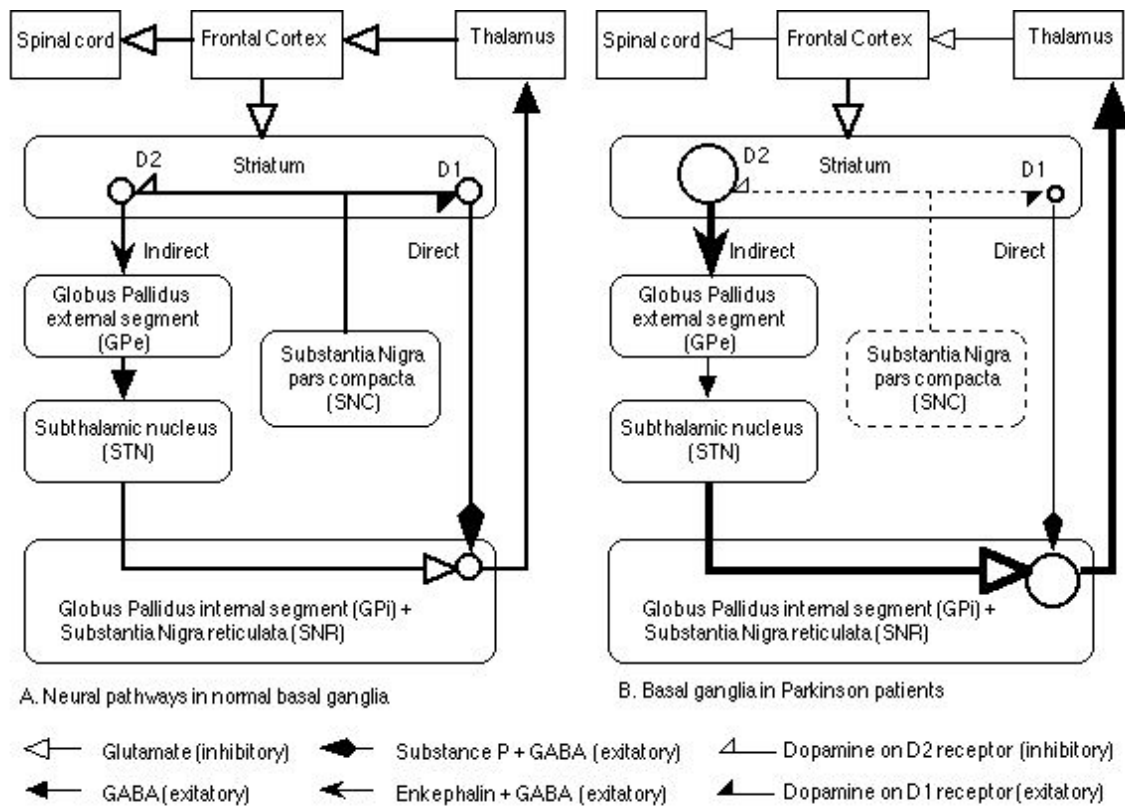 Spinal cord
Frontal Cortex
Thalamus
D2
Striatum
D1
Indirect
Direct
Globus Pallidus
external segment
(GPe)
Substantia Nigra
pars compacta
(SNC)
Subthalamic nucleus
(STN)
Globus Pallidus internal segment (GPi) +
Substantia Nigra reticulata (SNR)
A. Neural pathways in normal basal ganglia
Spinal cord
Frontal Cortex
Thalamus
D2
Striatum
D1
Indirect
Direct
Globus Pallidus
external segment
(GPe)
Substantia Nigra
pars compacta
(SNC)
Subthalamic nucleus
(STN)
Globus Pallidus internal segment (GPi) +
Substantia Nigra reticulata (SNR)
B. Basal ganglia in Parkinson patients
Glutamate (inhibitory)
Substance P + GABA (exitatory)
Dopamine on D2 receptor (inhibitory)
GABA (exitatory)
Enkephalin + GABA (exitatory)
Dopamine on D1 receptor (exitatory)